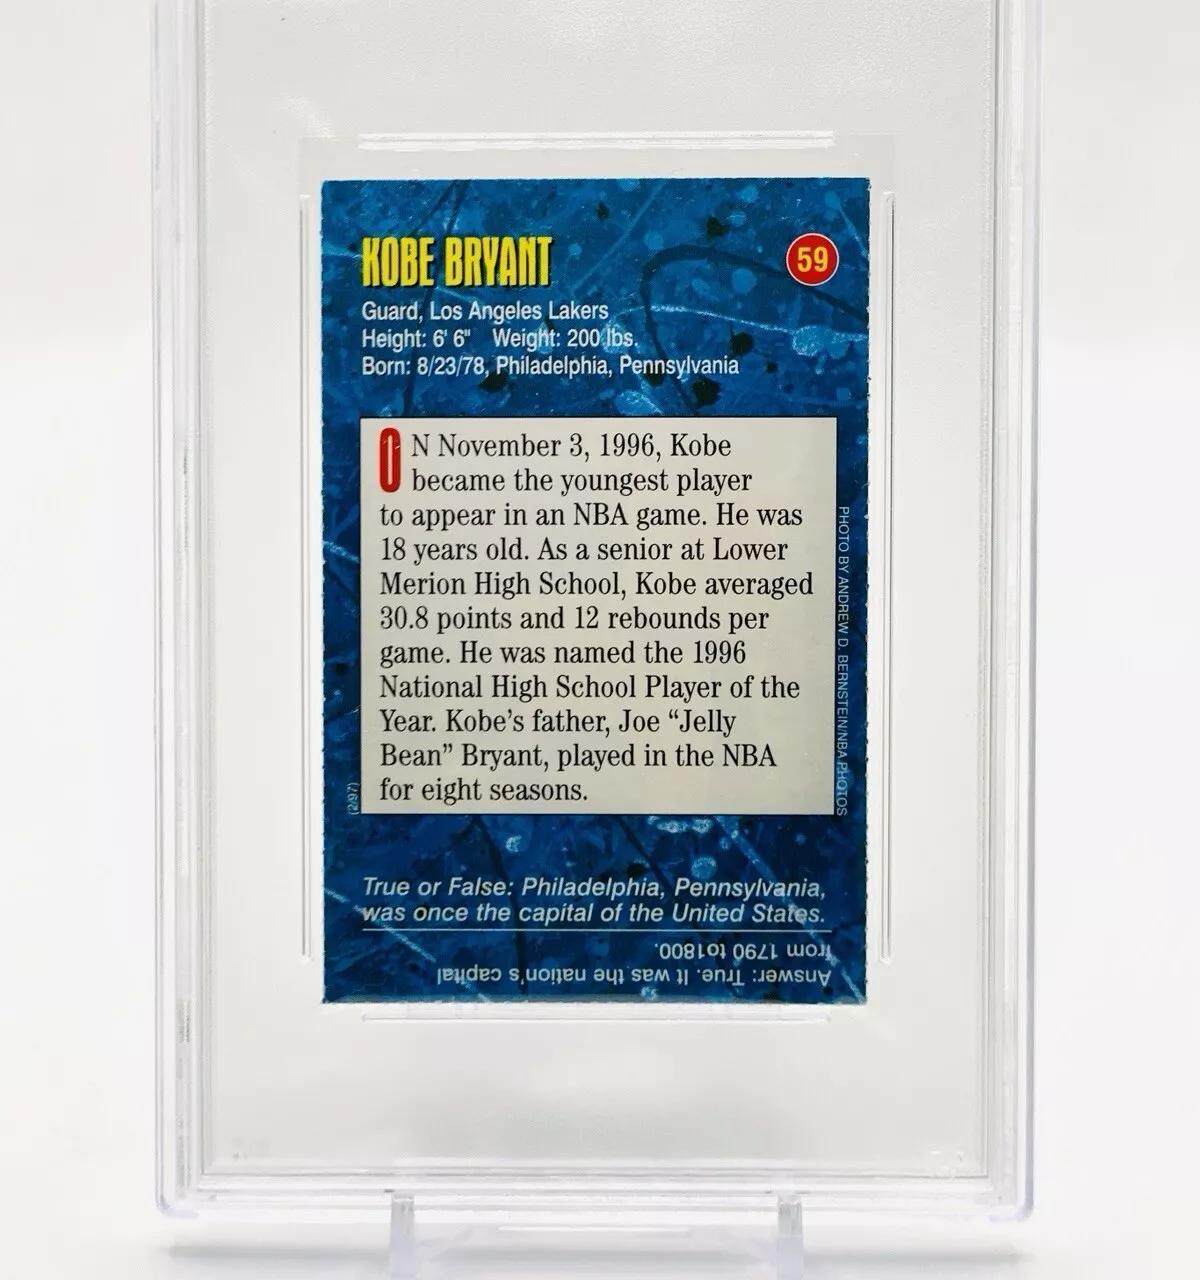 KOBE BRYANT
59
Guard, Los Angeles Lakers
Height: 6' 6" Weight: 200 lbs.
Born: 8/23/78, Philadelphia, Pennsylvania
ON November 3, 1996, Kobe
became the youngest player
to appear in an NBA game. He was
18 years old. As a senior at Lower
Merion High School, Kobe averaged
30.8 points and 12 rebounds per
game. He was named the 1996
National High School Player of the
Year. Kobe's father, Joe “Jelly
Bean” Bryant, played in the NBA
for eight seasons.
(2/97)
PHOTO BY ANDREW D. BERNSTEIN/NBA PHOTOS
True or False: Philadelphia, Pennsylvania,
was once the capital of the United States.
Answer: True. It was the nation's capital
from 1790 to1800.